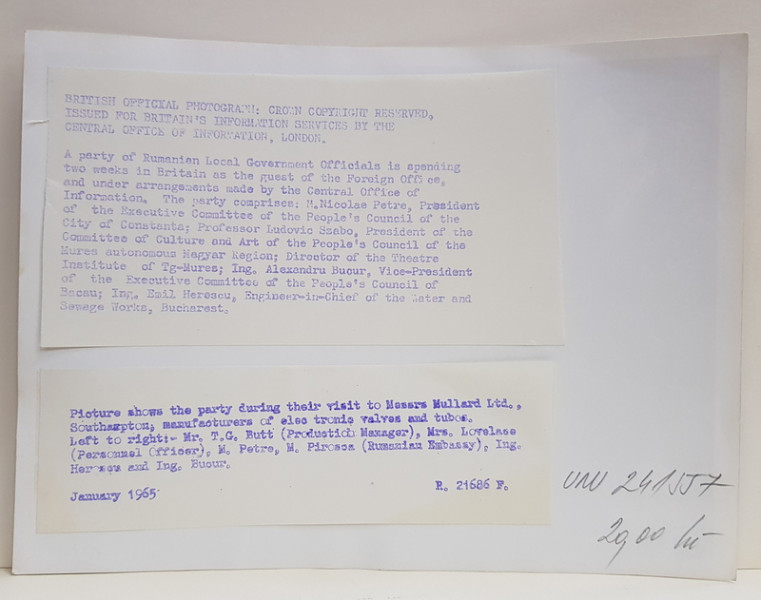 BRITISH OFFICIAL PHOTOGRAPH: CROWN COPYRIGHT RESERVED,
ISSUED FOR BRITAIN'S INFORMATION SERVICES BY THE
CENTRAL OFFICE OF INFORMATION, LONDON.
A party of Rumanian Local Government Officials is spending
two weeks in Britain as the guest of the Foreign Office,
and under arrangements made by the Central Office of
Information. The party comprises: M.Nicolae Petre, President
of the Executive Committee of the People's Council of the
City of Constanta; Professor Ludovic Szabo, President of the
Committee of Culture and Art of the People's Council of the
Mures autonomous Magyar Region; Director of the Theatre
Institute of Tg-Mures; Ing. Alexandru Bucur, Vice-President
of the Executive Committee of the People's Council of
Bacau; Ing. Emil Herescu, Engineer-in-Chief of the Water and
Sewage Works, Bucharest.
Picture shows the party during their visit to Messrs Mullard Ltd.,
Southampton, manufacturers of elec tronic valves and tubes.
Left to right:- Mr. T.G. Butt (Production Manager), Mrs. Lovelace
(Personnel Officer), M. Petre, M. Pirosca (Rumanian Embassy), Ing.
Herescu and Ing. Bucur.
January 1965 R. 21686 F.
241557
29,00